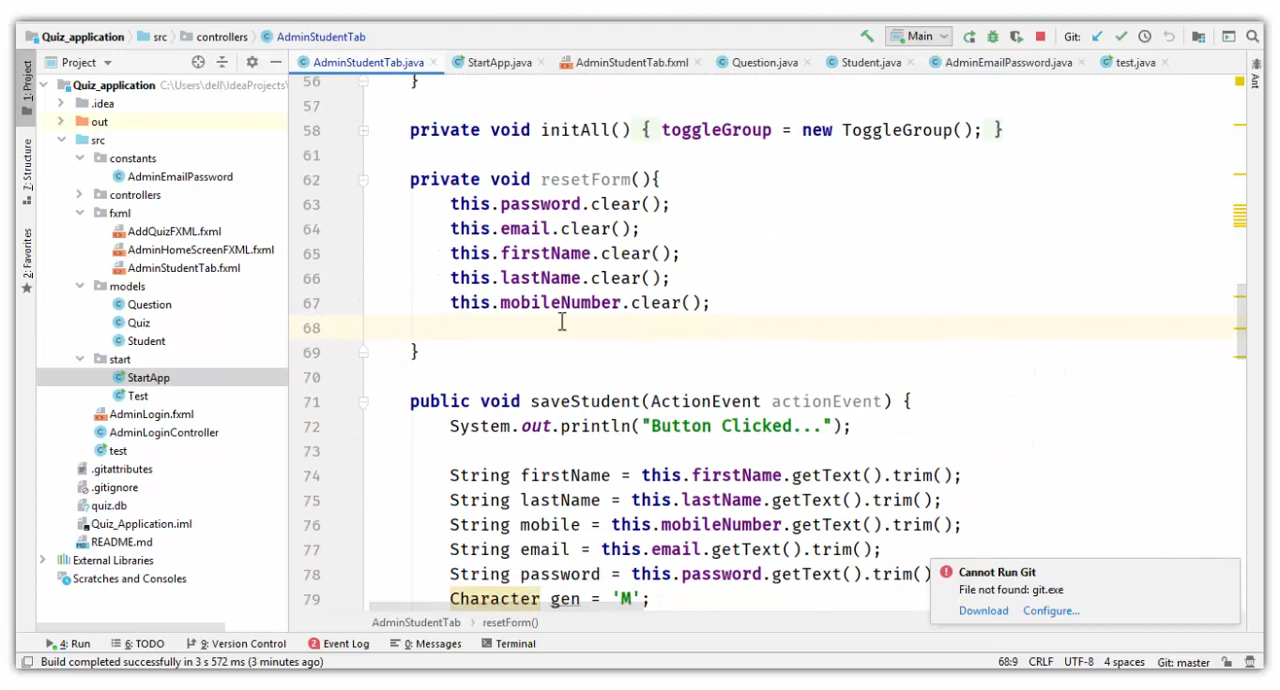 Quiz_application src controllers AdminStudentTab Main Git:
Project AdminStudentTab.java StartApp.java AdminStudentTab.fxml Question.java Student.java AdminEmailPassword.java test.java
1: Project
7: Structure
2: Favorites
Ant
Quiz_application C:\Users\dell\IdeaProjects\
.idea
out
src
constants
AdminEmailPassword
controllers
fxml
AddQuizFXML.fxml
AdminHomeScreenFXML.fxml
AdminStudentTab.fxml
models
Question
Quiz
Student
start
StartApp
Test
AdminLogin.fxml
AdminLoginController
test
.gitattributes
.gitignore
quiz.db
Quiz_Application.iml
README.md
External Libraries
Scratches and Consoles
56 }
57
58 private void initAll() { toggleGroup = new ToggleGroup(); }
61
62 private void resetForm(){
63 this.password.clear();
64 this.email.clear();
65 this.firstName.clear();
66 this.lastName.clear();
67 this.mobileNumber.clear();
68
69 }
70
71 public void saveStudent(ActionEvent actionEvent) {
72 System.out.println("Button Clicked...");
73
74 String firstName = this.firstName.getText().trim();
75 String lastName = this.lastName.getText().trim();
76 String mobile = this.mobileNumber.getText().trim();
77 String email = this.email.getText().trim();
78 String password = this.password.getText().trim()
79 Character gen = 'M';
Cannot Run Git
File not found: git.exe
Download Configure...
AdminStudentTab resetForm()
4: Run 6: TODO 9: Version Control 2 Event Log 0: Messages Terminal
Build completed successfully in 3 s 572 ms (3 minutes ago) 68:9 CRLF UTF-8 4 spaces Git: master